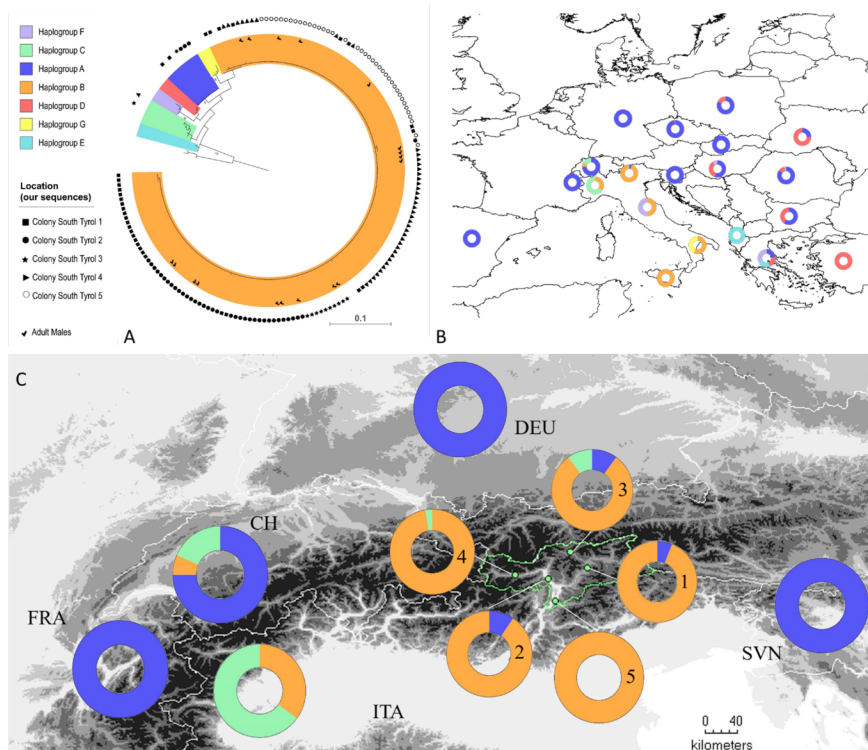 Haplogroup F
Haplogroup C
Haplogroup A
Haplogroup B
Haplogroup D
Haplogroup G
Haplogroup E
Location
(our sequences)
Colony South Tyrol 1
Colony South Tyrol 2
Colony South Tyrol 3
Colony South Tyrol 4
Colony South Tyrol 5
Adult Males
A
0.1
B
C
DEU
3
CH
4
1
FRA
2
5
SVN
ITA
0 20 40
kilometers